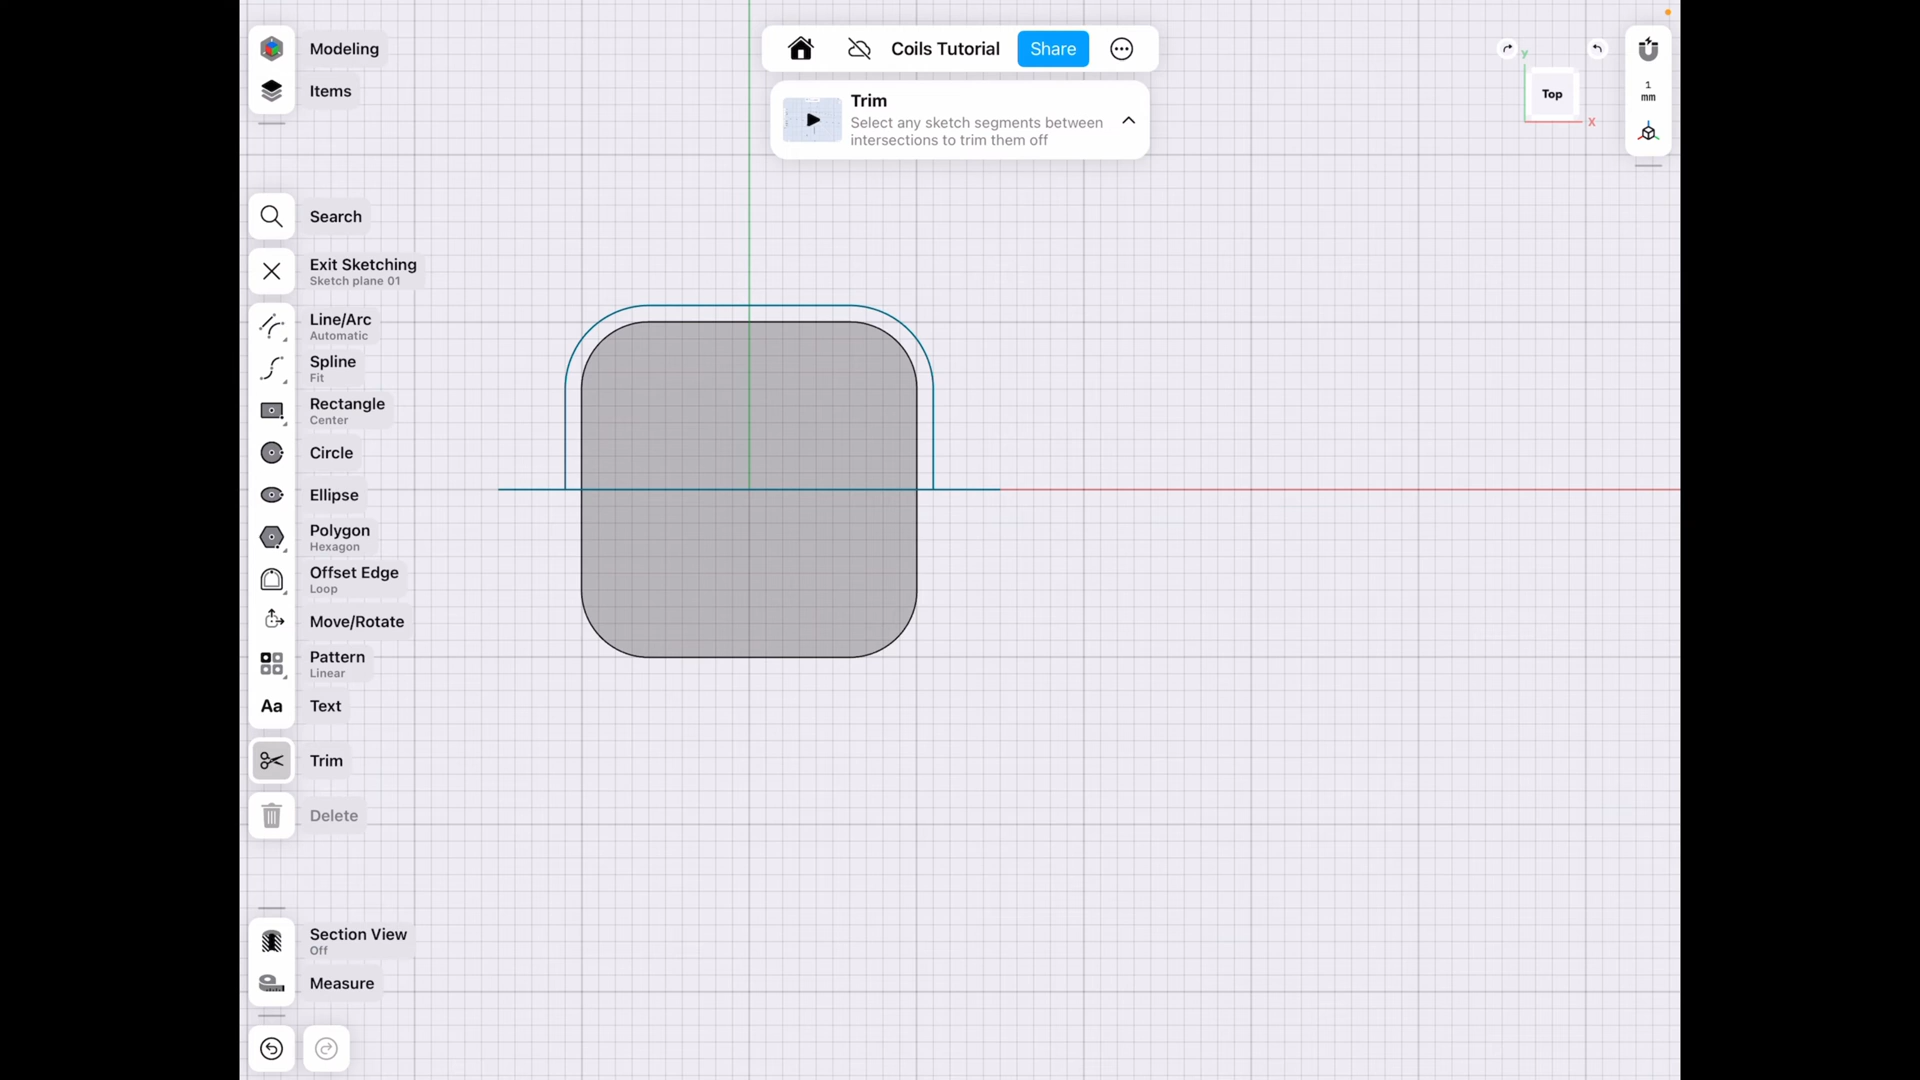 Modeling
Items
Coils Tutorial
Share
Trim
Select any sketch segments between
intersections to trim them off
y
Top
X
1
mm
Search
Exit Sketching
Sketch plane 01
Line/Arc
Automatic
Spline
Fit
Rectangle
Center
Circle
Ellipse
Polygon
Hexagon
Offset Edge
Loop
Move/Rotate
Pattern
Linear
Aa
Text
Trim
Delete
Section View
Off
Measure